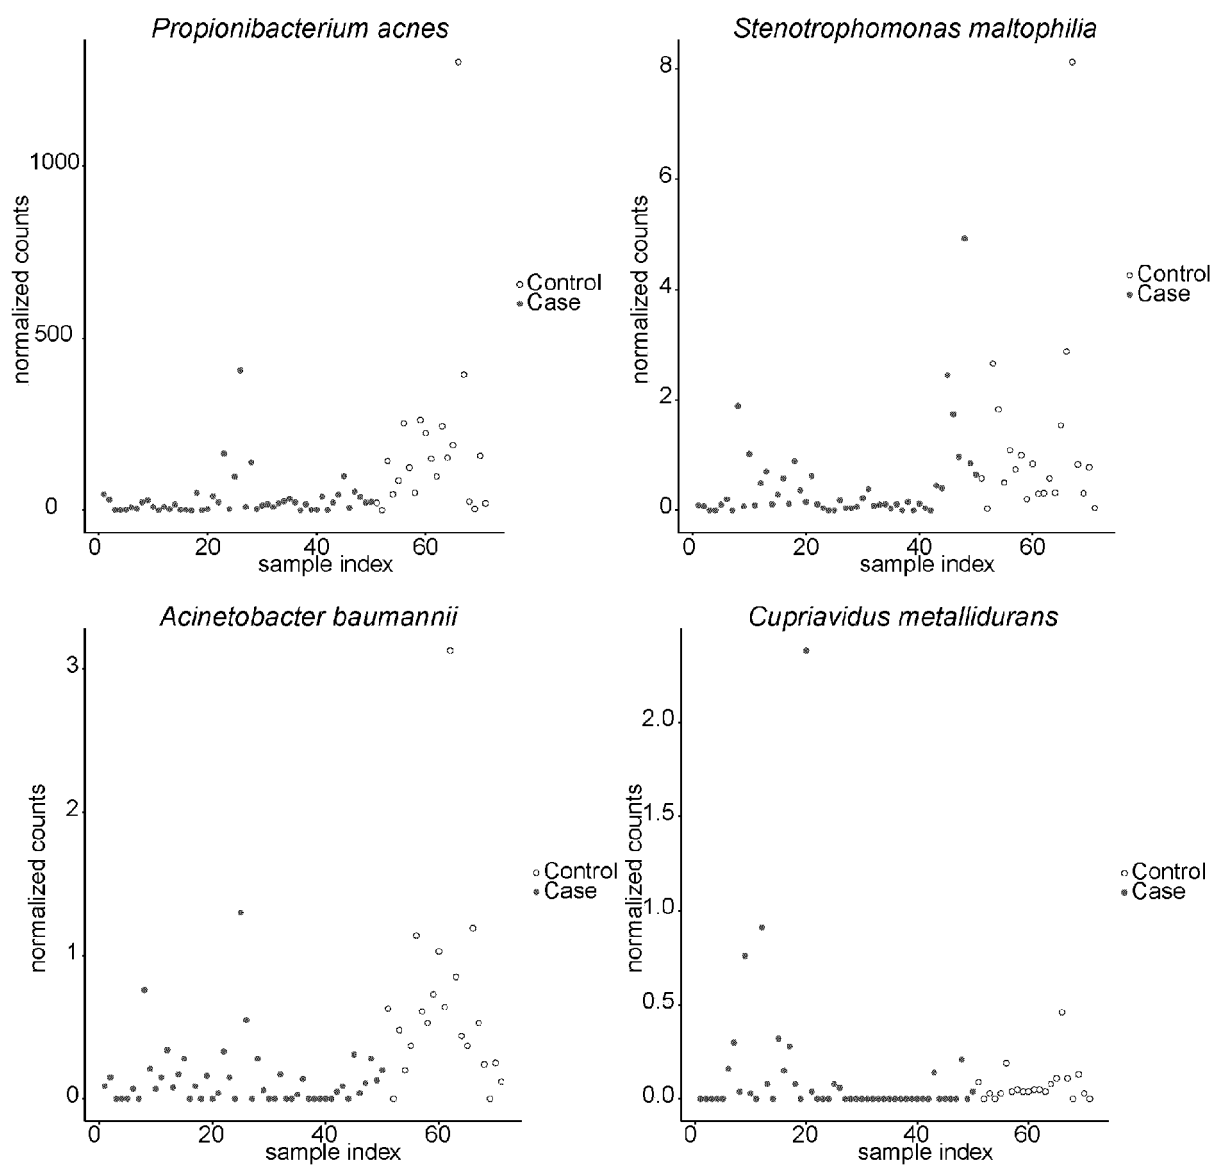 Propionibacterium acnes
normalized counts
1000
500
0
0 20 40 60
sample index
Control
Case
Stenotrophomonas maltophilia
normalized counts
8
6
4
2
0
0 20 40 60
sample index
Control
Case
Acinetobacter baumannii
normalized counts
3
2
1
0
0 20 40 60
sample index
Control
Case
Cupriavidus metallidurans
normalized counts
2.0
1.5
1.0
0.5
0.0
0 20 40 60
sample index
Control
Case